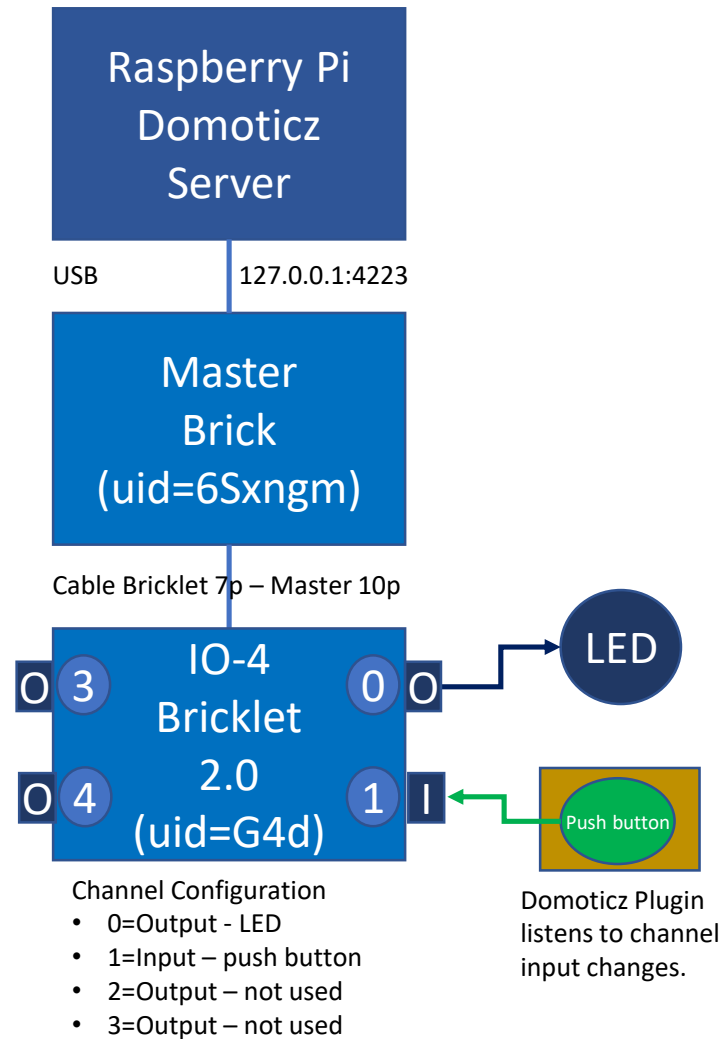 Raspberry Pi
Domoticz
Server
USB
127.0.0.1:4223
Master
Brick
(uid=6Sxngm)
Cable Bricklet 7p – Master 10p
IO-4
Bricklet
2.0
(uid=G4d)
O 3
0 O
O 4
1 I
LED
Push button
Channel Configuration
• 0=Output - LED
• 1=Input – push button
• 2=Output – not used
• 3=Output – not used
Domoticz Plugin
listens to channel
input changes.